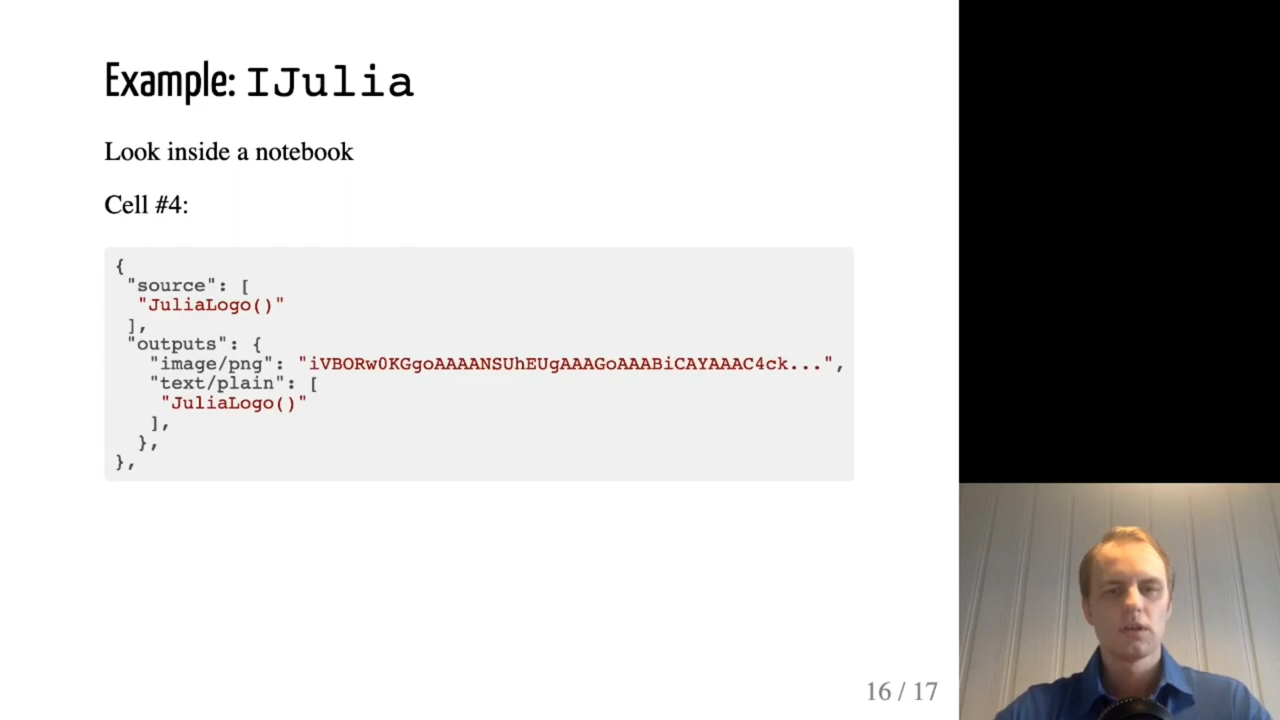 Example: IJulia
Look inside a notebook
Cell #4:
{
"source": [
"JuliaLogo()"
],
"outputs": {
"image/png": "iVBORw0KGgoAAAANSUhEUgAAAGoAAABiCAYAAAC4ck...",
"text/plain": [
"JuliaLogo()"
],
},
},
16 / 17